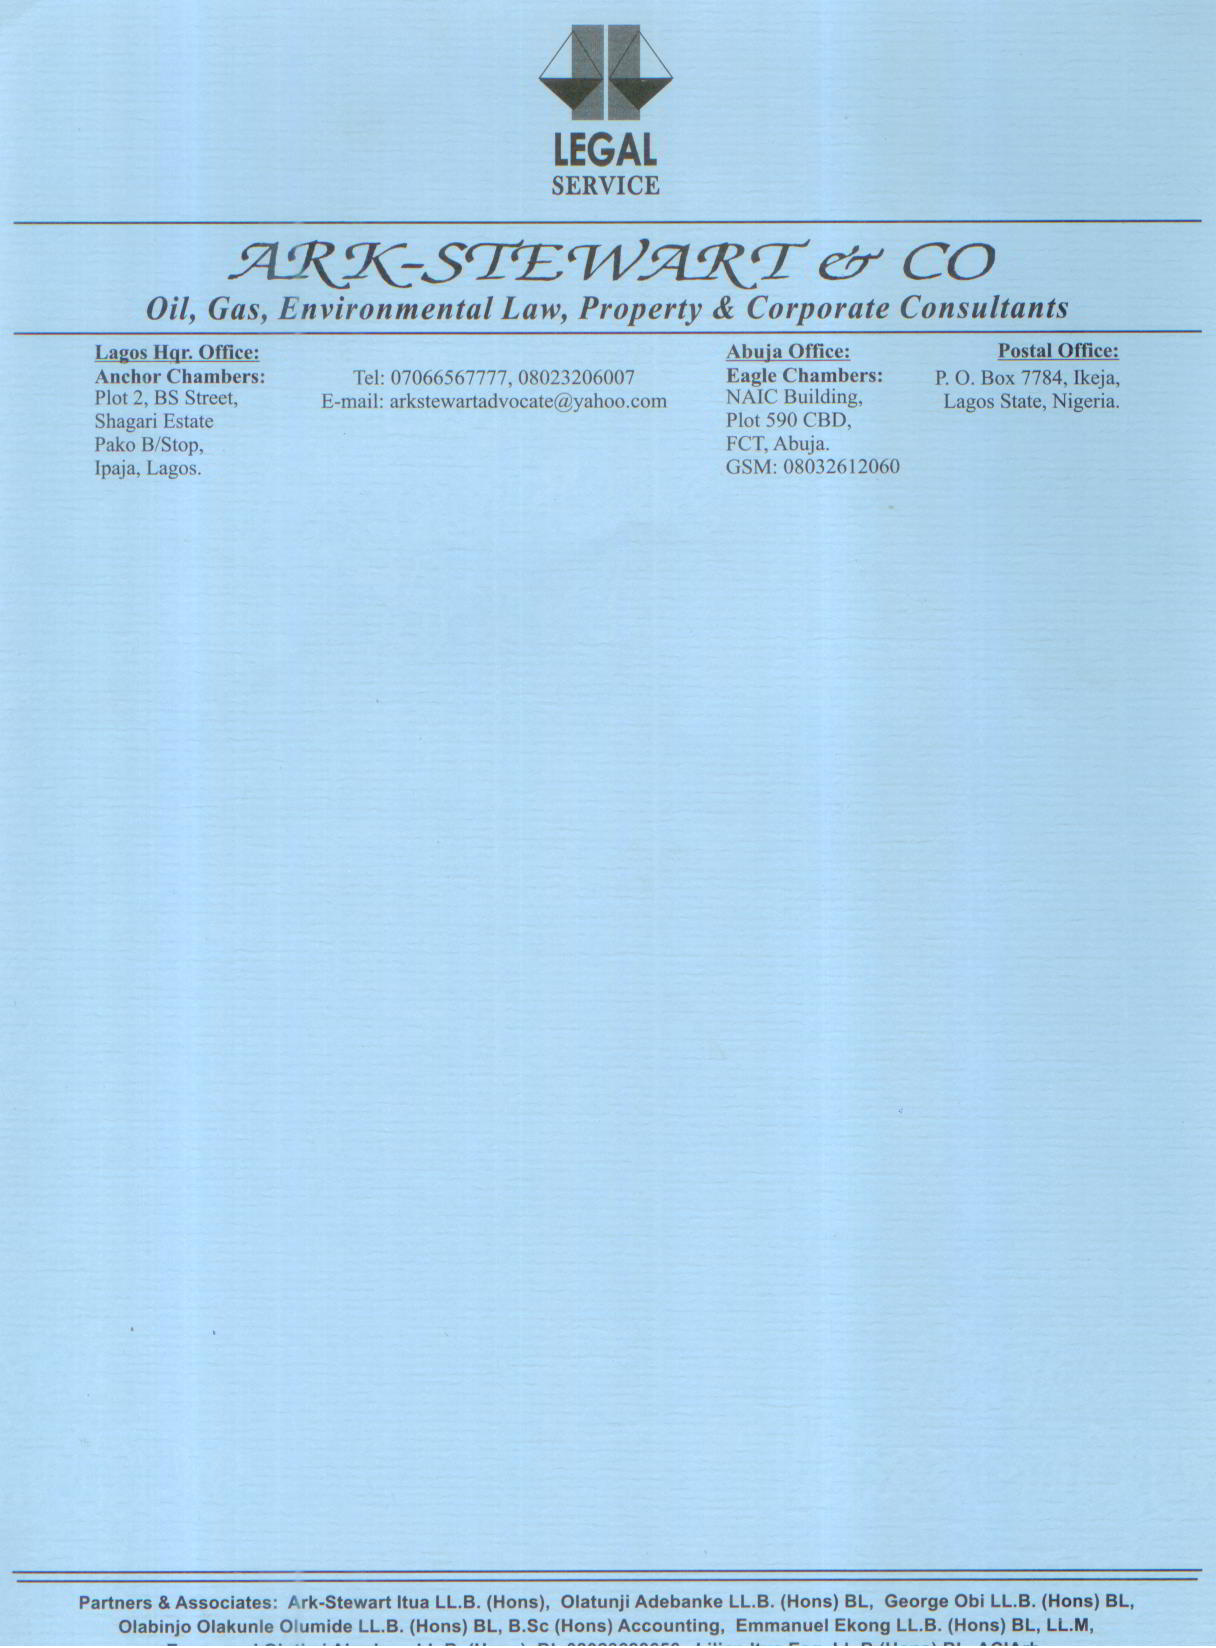 LEGAL
SERVICE
ARK-STEWART & CO
Oil, Gas, Environmental Law, Property & Corporate Consultants
Lagos Hqr. Office:
Anchor Chambers:
Plot 2, BS Street,
Shagari Estate
Pako B/Stop,
Ipaja, Lagos.
Tel: 07066567777, 08023206007
E-mail: arkstewartadvocate@yahoo.com
Abuja Office:
Eagle Chambers:
NAIC Building,
Plot 590 CBD,
FCT, Abuja.
GSM: 08032612060
Postal Office:
P. O. Box 7784, Ikeja,
Lagos State, Nigeria.
Partners & Associates: Ark-Stewart Itua LL.B. (Hons), Olatunji Adebanke LL.B. (Hons) BL, George Obi LL.B. (Hons) BL,
Olabinjo Olakunle Olumide LL.B. (Hons) BL, B.Sc (Hons) Accounting, Emmanuel Ekong LL.B. (Hons) BL, LL.M,